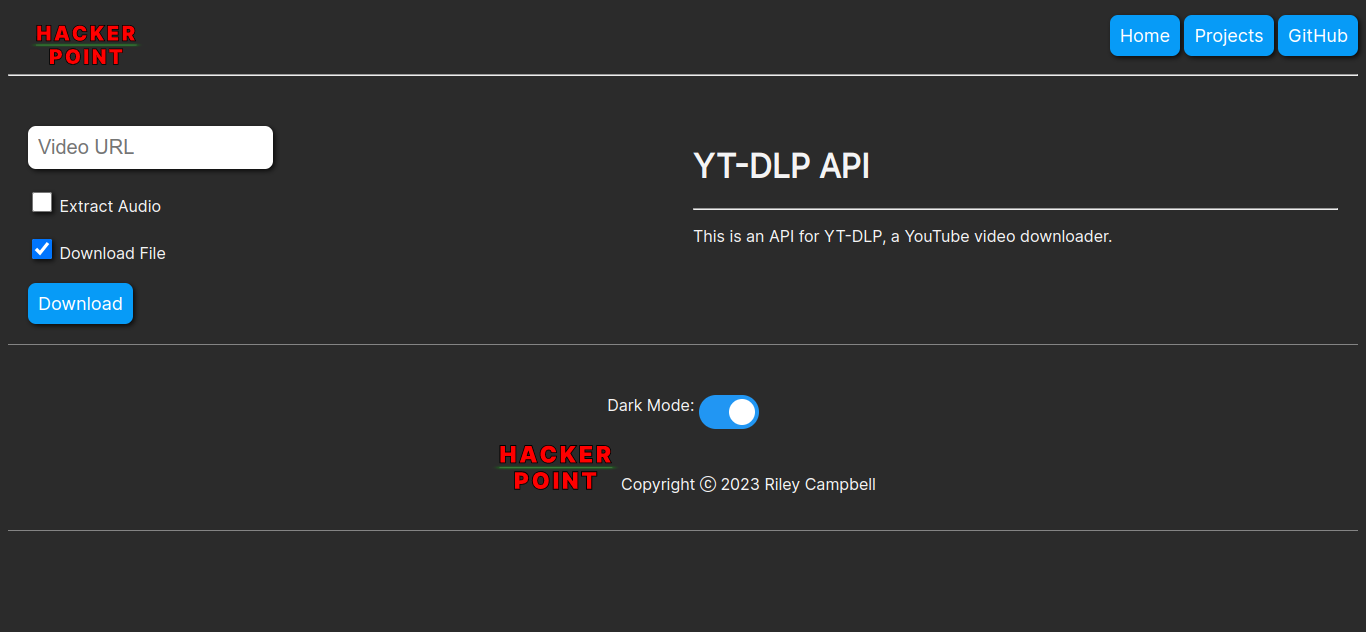 HACKER
POINT
Home Projects GitHub
Video URL
Extract Audio
Download File
Download
YT-DLP API
This is an API for YT-DLP, a YouTube video downloader.
Dark Mode:
HACKER
POINT
Copyright ⓒ 2023 Riley Campbell